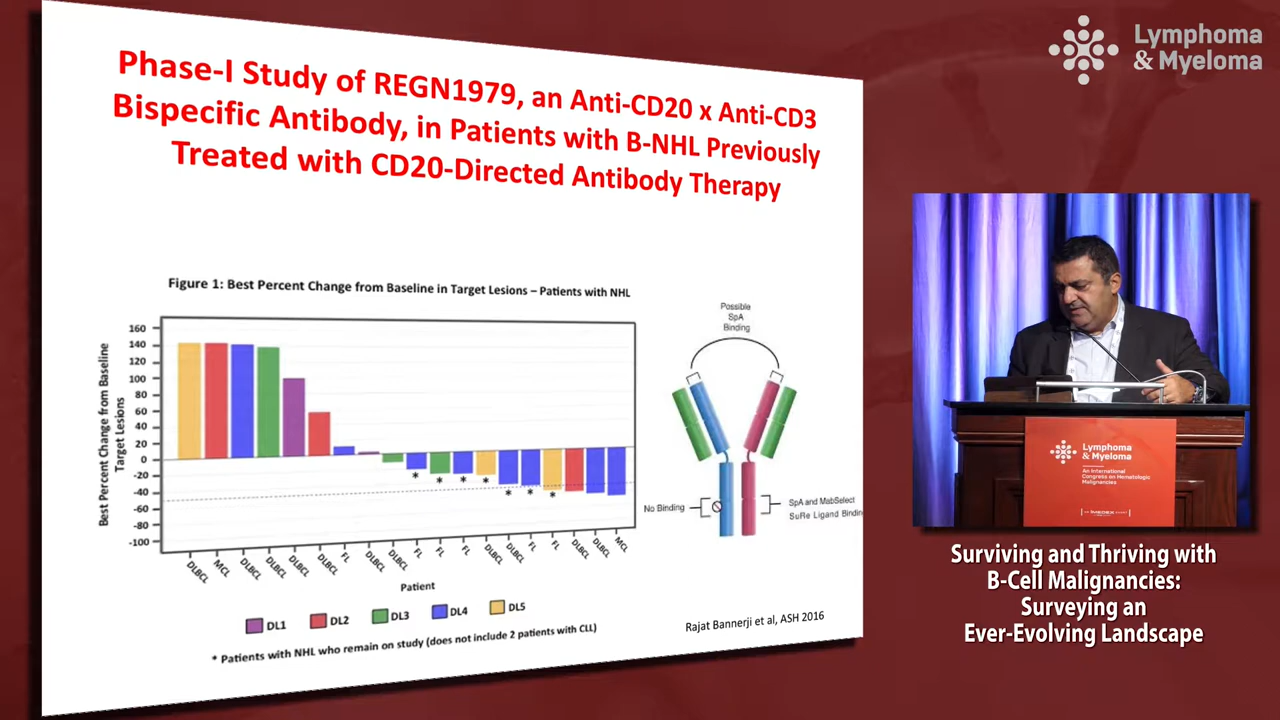 Lymphoma
& Myeloma
Phase-I Study of REGN1979, an Anti-CD20 x Anti-CD3
Bispecific Antibody, in Patients with B-NHL Previously
Treated with CD20-Directed Antibody Therapy
Figure 1: Best Percent Change from Baseline in Target Lesions – Patients with NHL
Best Percent Change from Baseline
Target Lesions
160
140
120
100
80
60
40
20
0
-20
-40
-60
-80
-100
* * * * * * *
DLBCL MCL DLBCL DLBCL DLBCL DLBCL FL DLBCL DLBCL FL FL FL DLBCL DLBCL FL FL DLBCL DLBCL MCL
Patient
DL1 DL2 DL3 DL4 DL5
* Patients with NHL who remain on study (does not include 2 patients with CLL)
Possible
SpA
Binding
No Binding
SpA and MabSelect
SuRe Ligand Bindin
Rajat Bannerji et al, ASH 2016
Lymphoma
& Myeloma
An International
Congress on Hematologic
Malignancies
Surviving and Thriving with
B-Cell Malignancies:
Surveying an
Ever-Evolving Landscape